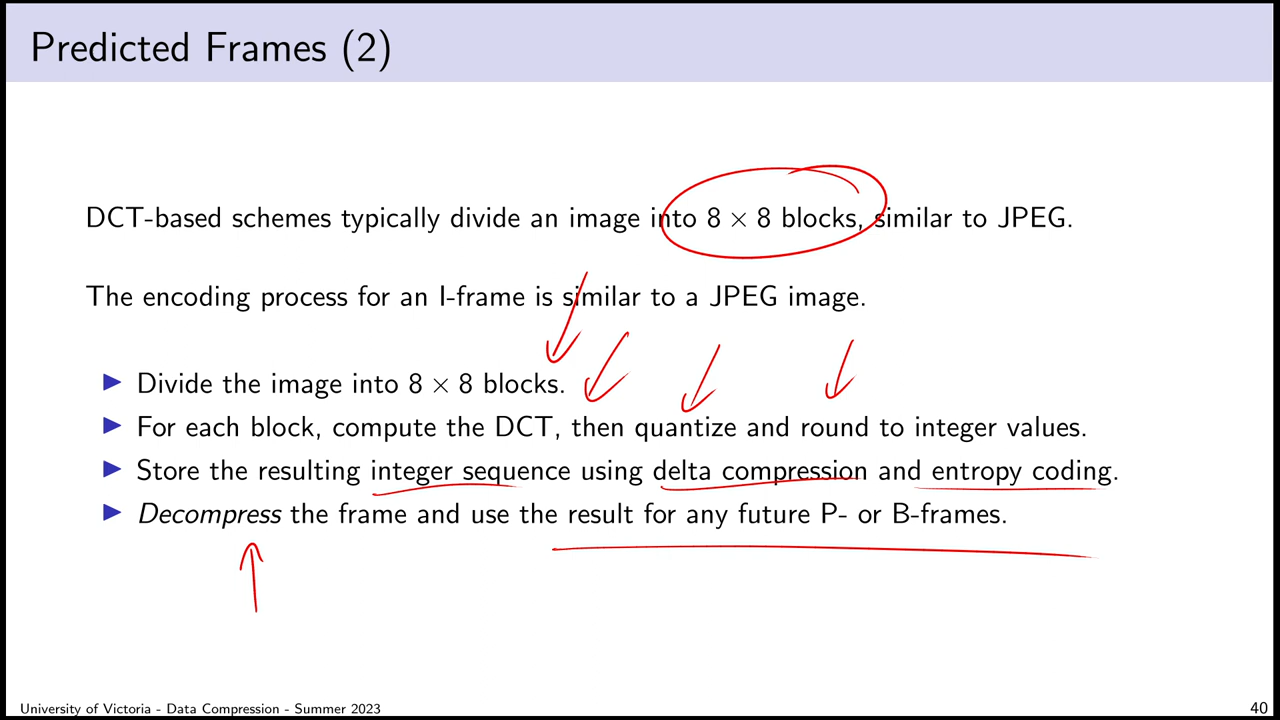 Predicted Frames (2)
DCT-based schemes typically divide an image into 8 × 8 blocks, similar to JPEG.
The encoding process for an I-frame is similar to a JPEG image.
▶ Divide the image into 8 × 8 blocks.
▶ For each block, compute the DCT, then quantize and round to integer values.
▶ Store the resulting integer sequence using delta compression and entropy coding.
▶ Decompress the frame and use the result for any future P- or B-frames.
University of Victoria - Data Compression - Summer 2023
40